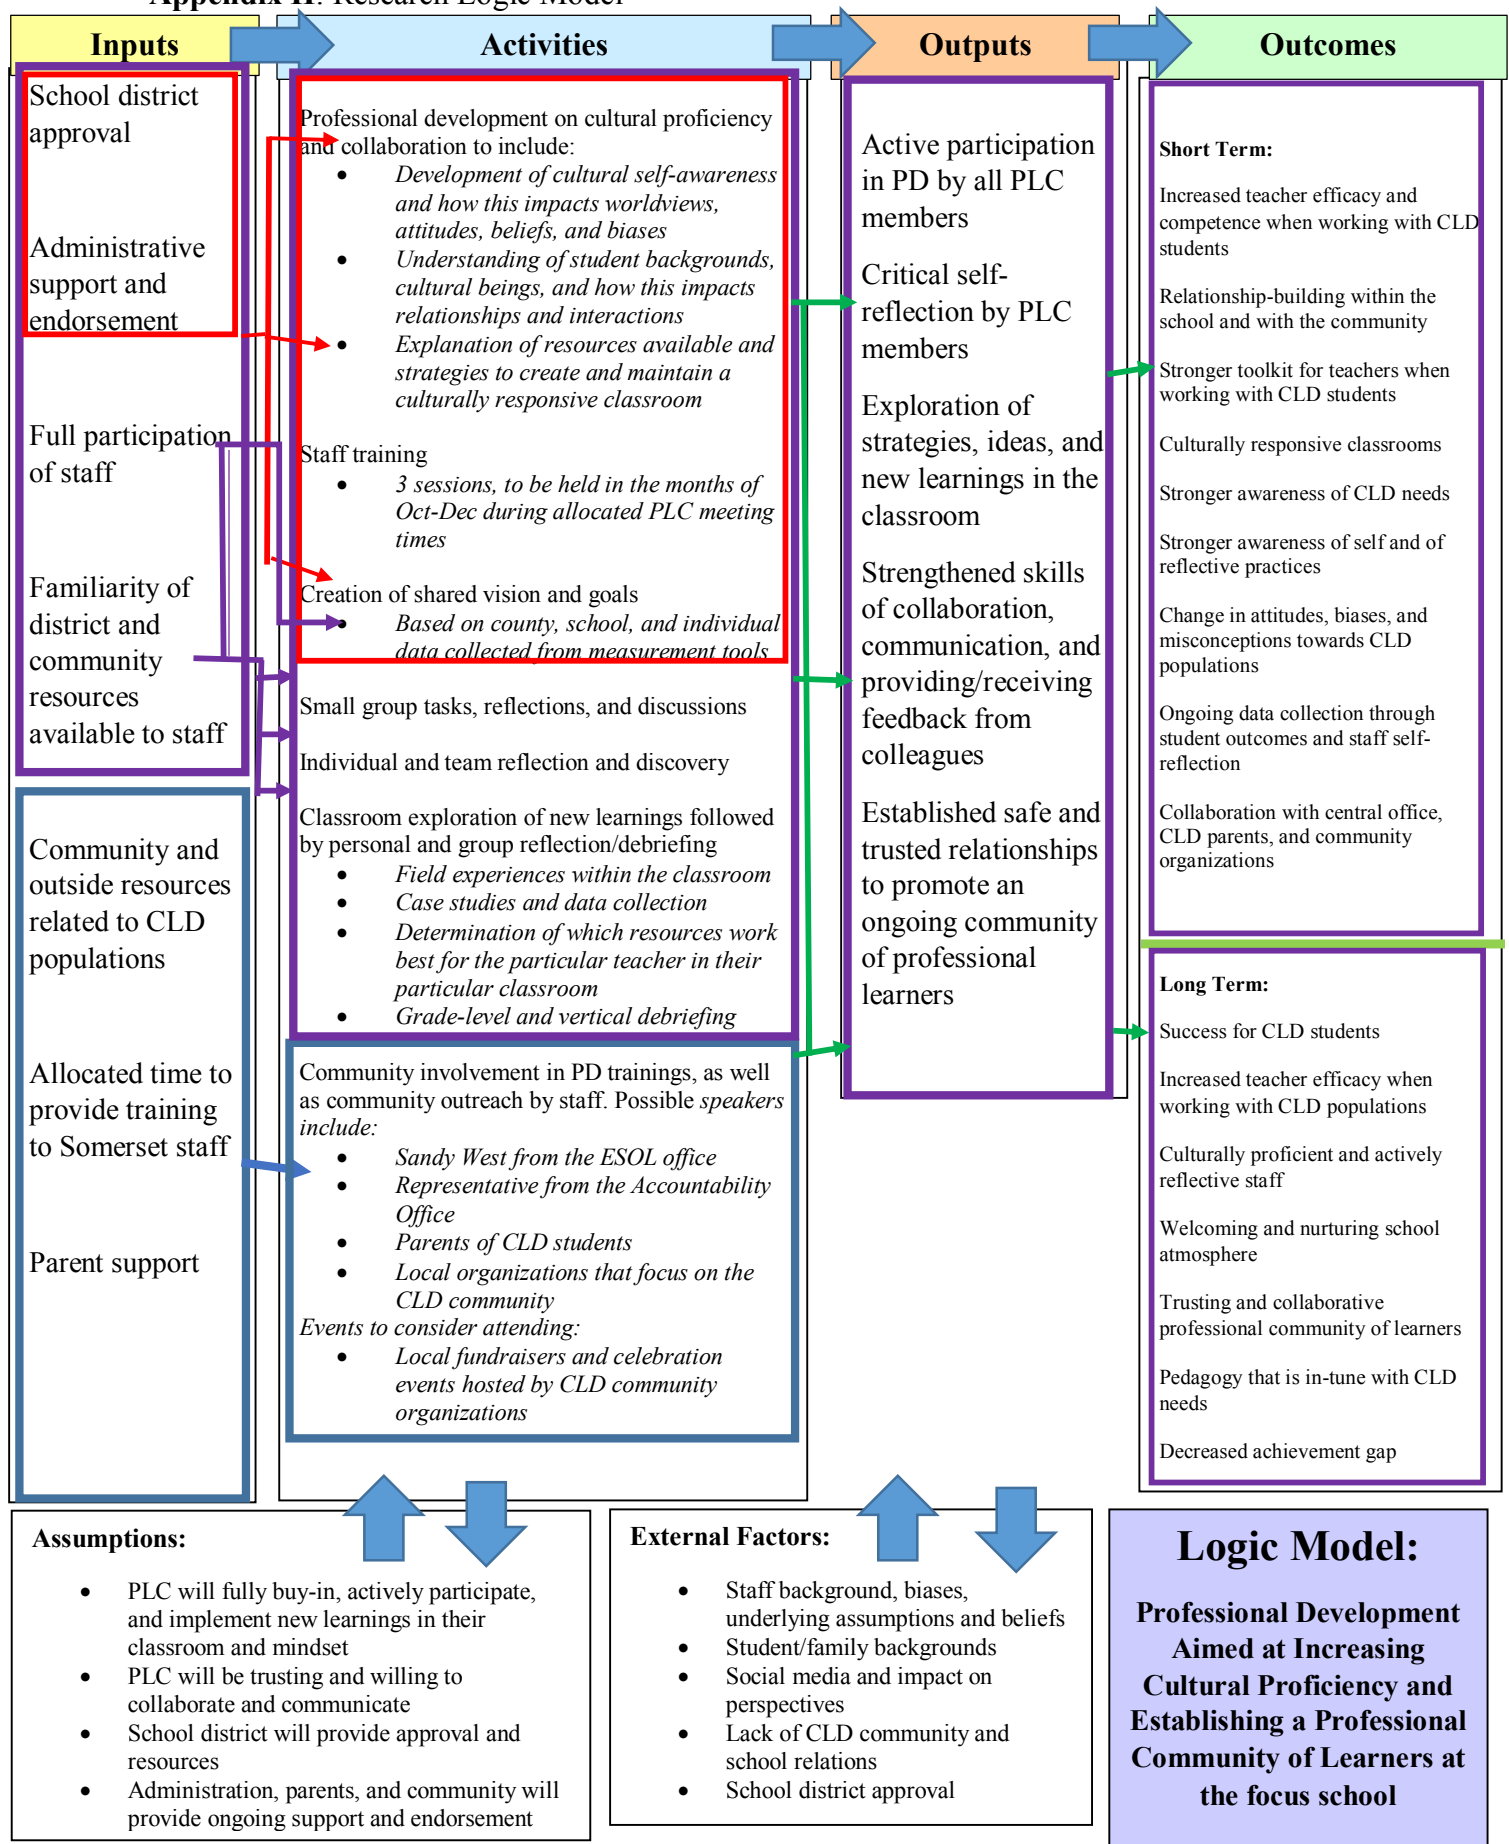 Appendix H: Research Logic Model
Inputs
Activities
Outputs
Outcomes
School district
approval
Administrative
support and
endorsement
Full participation
of staff
Familiarity of
district and
community
resources
available to staff
Community and
outside resources
related to CLD
populations
Allocated time to
provide training
to Somerset staff
Parent support
Professional development on cultural proficiency
and collaboration to include:
• Development of cultural self-awareness
and how this impacts worldviews,
attitudes, beliefs, and biases
• Understanding of student backgrounds,
cultural beings, and how this impacts
relationships and interactions
• Explanation of resources available and
strategies to create and maintain a
culturally responsive classroom
Staff training
• 3 sessions, to be held in the months of
Oct-Dec during allocated PLC meeting
times
Creation of shared vision and goals
• Based on county, school, and individual
data collected from measurement tools
Small group tasks, reflections, and discussions
Individual and team reflection and discovery
Classroom exploration of new learnings followed
by personal and group reflection/debriefing
• Field experiences within the classroom
• Case studies and data collection
• Determination of which resources work
best for the particular teacher in their
particular classroom
• Grade-level and vertical debriefing
Community involvement in PD trainings, as well
as community outreach by staff. Possible speakers
include:
• Sandy West from the ESOL office
• Representative from the Accountability
Office
• Parents of CLD students
• Local organizations that focus on the
CLD community
Events to consider attending:
• Local fundraisers and celebration
events hosted by CLD community
organizations
Active participation
in PD by all PLC
members
Critical self-
reflection by PLC
members
Exploration of
strategies, ideas, and
new learnings in the
classroom
Strengthened skills
of collaboration,
communication, and
providing/receiving
feedback from
colleagues
Established safe and
trusted relationships
to promote an
ongoing community
of professional
learners
Short Term:
Increased teacher efficacy and
competence when working with CLD
students
Relationship-building within the
school and with the community
Stronger toolkit for teachers when
working with CLD students
Culturally responsive classrooms
Stronger awareness of CLD needs
Stronger awareness of self and of
reflective practices
Change in attitudes, biases, and
misconceptions towards CLD
populations
Ongoing data collection through
student outcomes and staff self-
reflection
Collaboration with central office,
CLD parents, and community
organizations
Long Term:
Success for CLD students
Increased teacher efficacy when
working with CLD populations
Culturally proficient and actively
reflective staff
Welcoming and nurturing school
atmosphere
Trusting and collaborative
professional community of learners
Pedagogy that is in-tune with CLD
needs
Decreased achievement gap
Assumptions:
• PLC will fully buy-in, actively participate,
and implement new learnings in their
classroom and mindset
• PLC will be trusting and willing to
collaborate and communicate
• School district will provide approval and
resources
• Administration, parents, and community will
provide ongoing support and endorsement
External Factors:
• Staff background, biases,
underlying assumptions and beliefs
• Student/family backgrounds
• Social media and impact on
perspectives
• Lack of CLD community and
school relations
• School district approval
Logic Model:
Professional Development
Aimed at Increasing
Cultural Proficiency and
Establishing a Professional
Community of Learners at
the focus school